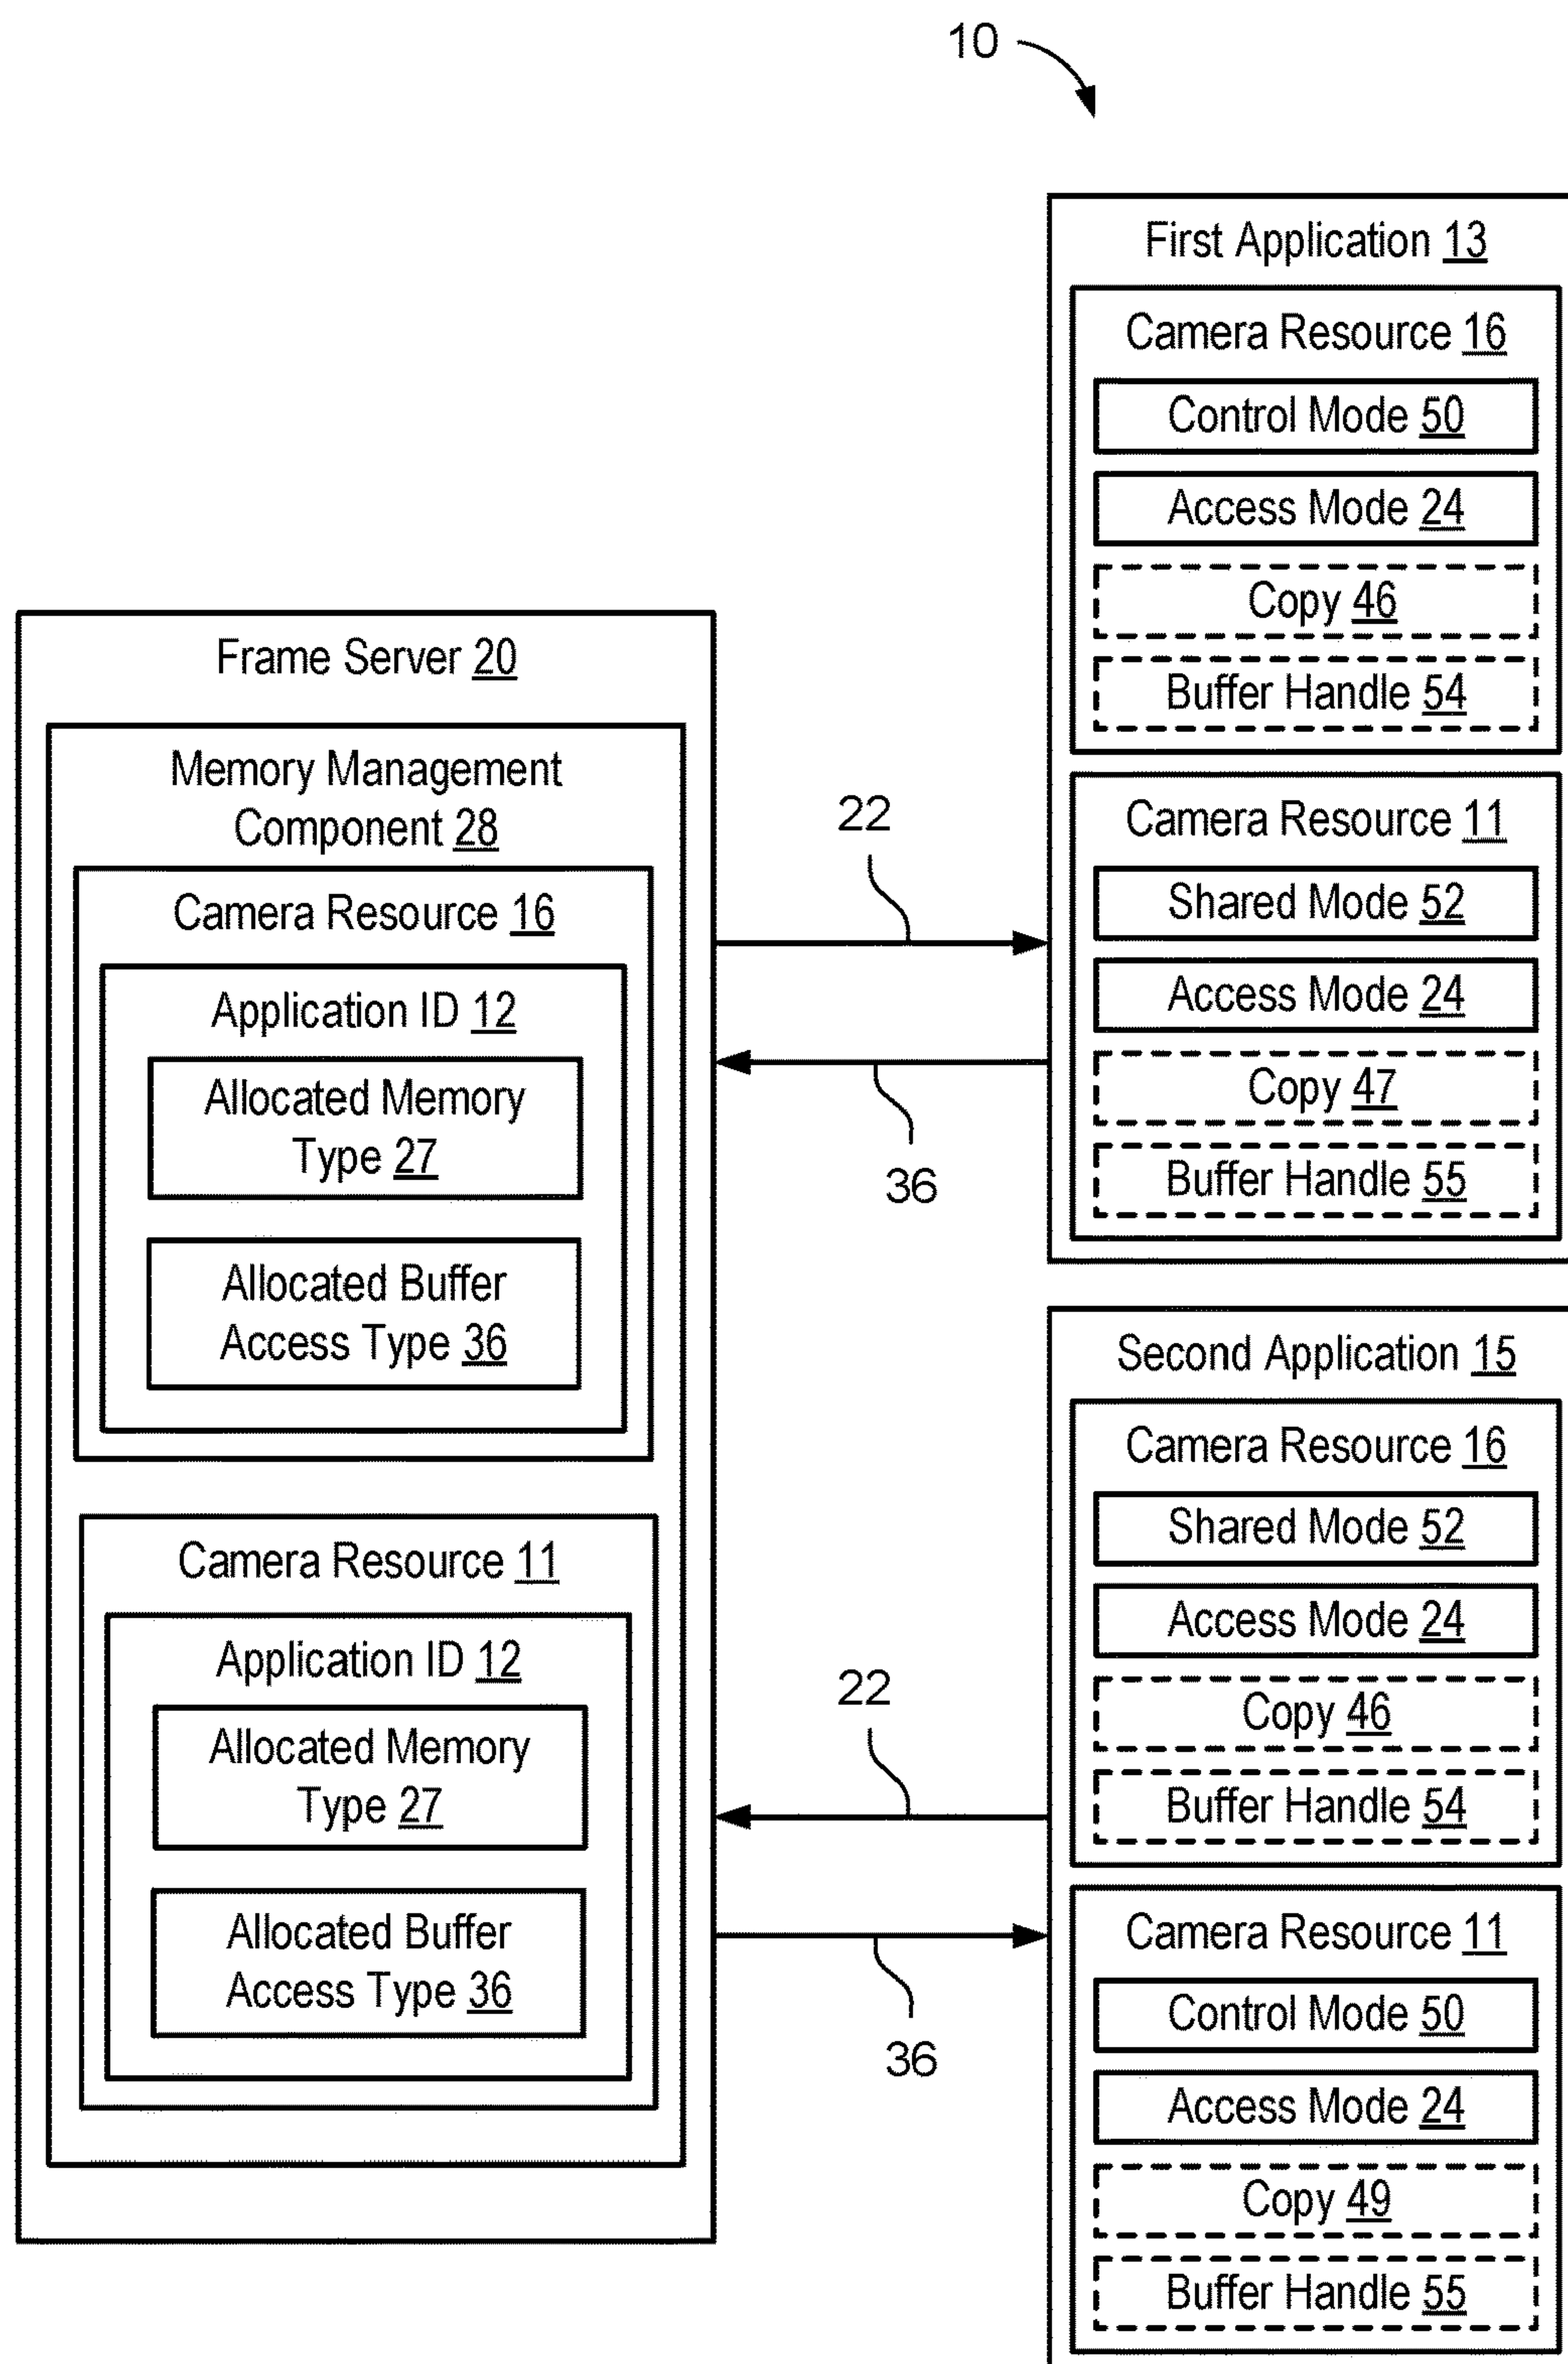 10
First Application 13
Camera Resource 16
Control Mode 50
Access Mode 24
Copy 46
Buffer Handle 54
Camera Resource 11
Shared Mode 52
Access Mode 24
Copy 47
Buffer Handle 55
Frame Server 20
Memory Management
Component 28
Camera Resource 16
Application ID 12
Allocated Memory
Type 27
Allocated Buffer
Access Type 36
Camera Resource 11
Application ID 12
Allocated Memory
Type 27
Allocated Buffer
Access Type 36
22
36
22
36
Second Application 15
Camera Resource 16
Shared Mode 52
Access Mode 24
Copy 46
Buffer Handle 54
Camera Resource 11
Control Mode 50
Access Mode 24
Copy 49
Buffer Handle 55